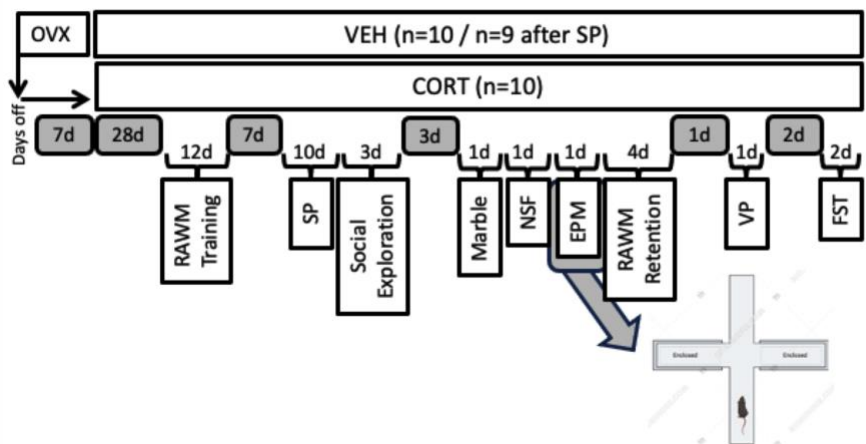 OVX
VEH (n=10 / n=9 after SP)
CORT (n=10)
Days off
7d
28d
12d
7d
10d
3d
3d
1d
1d
1d
4d
1d
1d
2d
2d
RAWM
Training
SP
Social
Exploration
Marble
NSF
EPM
RAWM
Retention
VP
FST
Enclosed
Enclosed